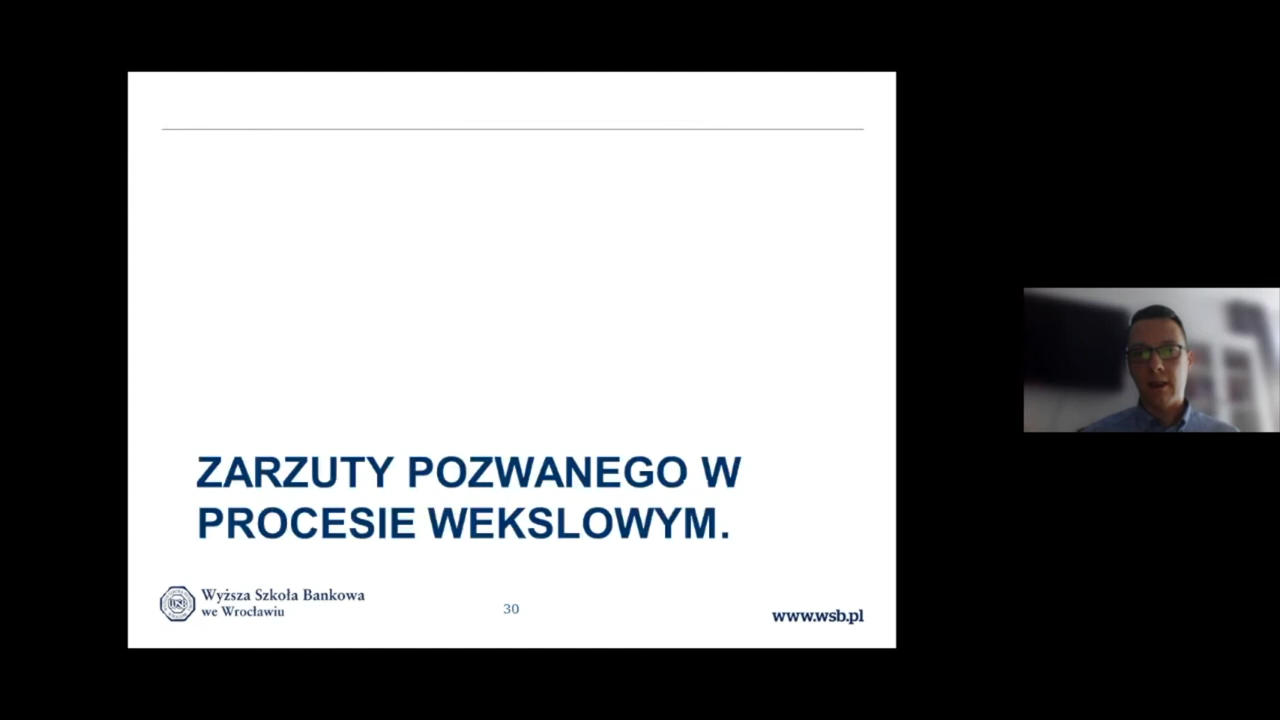 ZARZUTY POZWANEGO W
PROCESIE WEKSLOWYM.
Wyższa Szkoła Bankowa
we Wrocławiu
30
www.wsb.pl